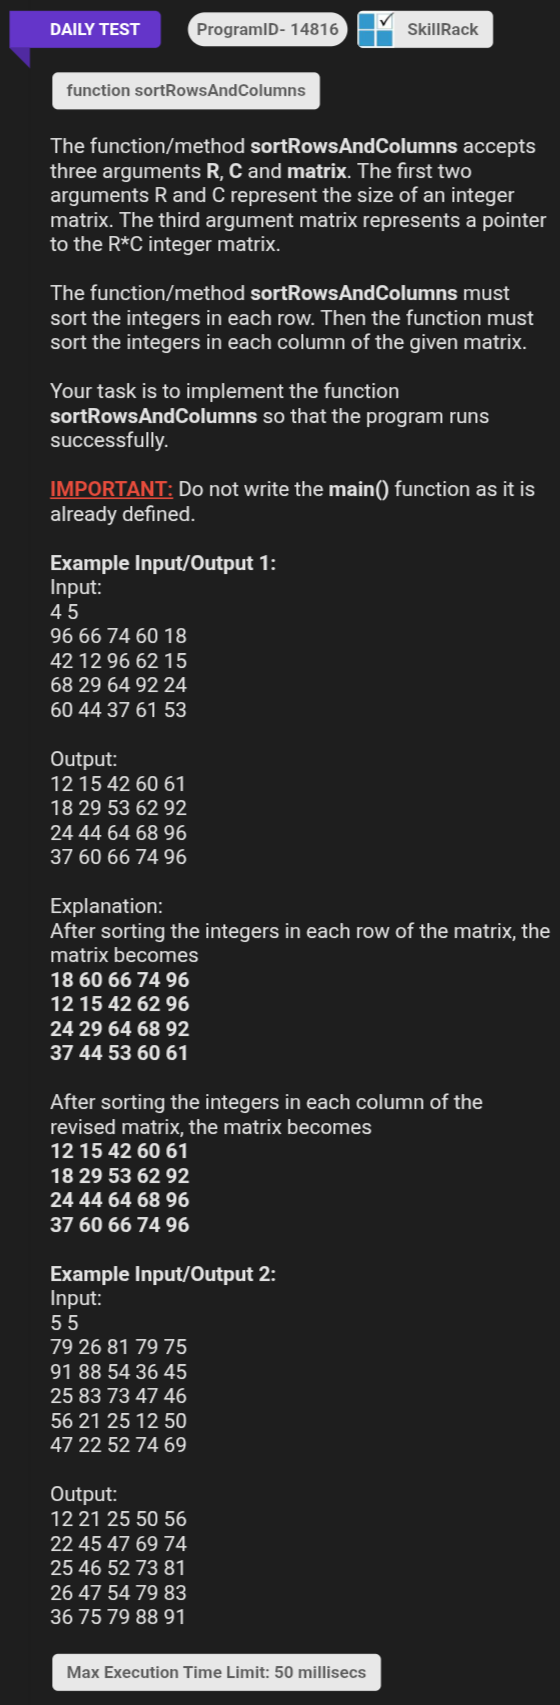 DAILY TEST
ProgramID- 14816
SkillRack
function sortRowsAndColumns
The function/method sortRowsAndColumns accepts
three arguments R, C and matrix. The first two
arguments R and C represent the size of an integer
matrix. The third argument matrix represents a pointer
to the R*C integer matrix.
The function/method sortRowsAndColumns must
sort the integers in each row. Then the function must
sort the integers in each column of the given matrix.
Your task is to implement the function
sortRowsAndColumns so that the program runs
successfully.
IMPORTANT: Do not write the main() function as it is
already defined.
Example Input/Output 1:
Input:
4 5
96 66 74 60 18
42 12 96 62 15
68 29 64 92 24
60 44 37 61 53
Output:
12 15 42 60 61
18 29 53 62 92
24 44 64 68 96
37 60 66 74 96
Explanation:
After sorting the integers in each row of the matrix, the
matrix becomes
18 60 66 74 96
12 15 42 62 96
24 29 64 68 92
37 44 53 60 61
After sorting the integers in each column of the
revised matrix, the matrix becomes
12 15 42 60 61
18 29 53 62 92
24 44 64 68 96
37 60 66 74 96
Example Input/Output 2:
Input:
5 5
79 26 81 79 75
91 88 54 36 45
25 83 73 47 46
56 21 25 12 50
47 22 52 74 69
Output:
12 21 25 50 56
22 45 47 69 74
25 46 52 73 81
26 47 54 79 83
36 75 79 88 91
Max Execution Time Limit: 50 millisecs